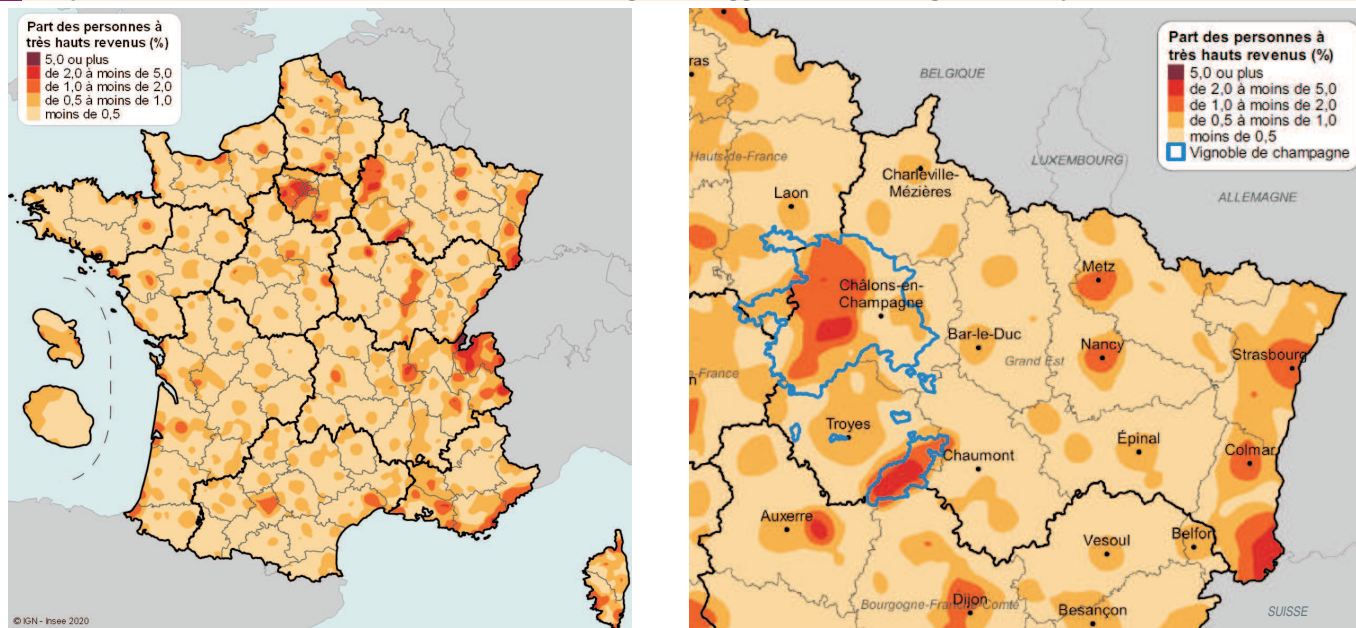 Part des personnes à
très hauts revenus (%)
5,0 ou plus
de 2,0 à moins de 5,0
de 1,0 à moins de 2,0
de 0,5 à moins de 1,0
moins de 0,5
© IGN - Insee 2020
Part des personnes à
très hauts revenus (%)
5,0 ou plus
de 2,0 à moins de 5,0
de 1,0 à moins de 2,0
de 0,5 à moins de 1,0
moins de 0,5
Vignoble de champagne
BELGIQUE
ras
Hauts-de-France
LUXEMBOURG
Charleville-
Mézières
ALLEMAGNE
Laon
Metz
Châlons-en-
Champagne
Bar-le-Duc
Nancy
Strasbourg
Grand Est
-France
n
Troyes
Épinal
Chaumont
Colmar
Auxerre
Vesoul
Belfor
Dijon
Bourgogne-Franche-Comté
Besançon
SUISSE